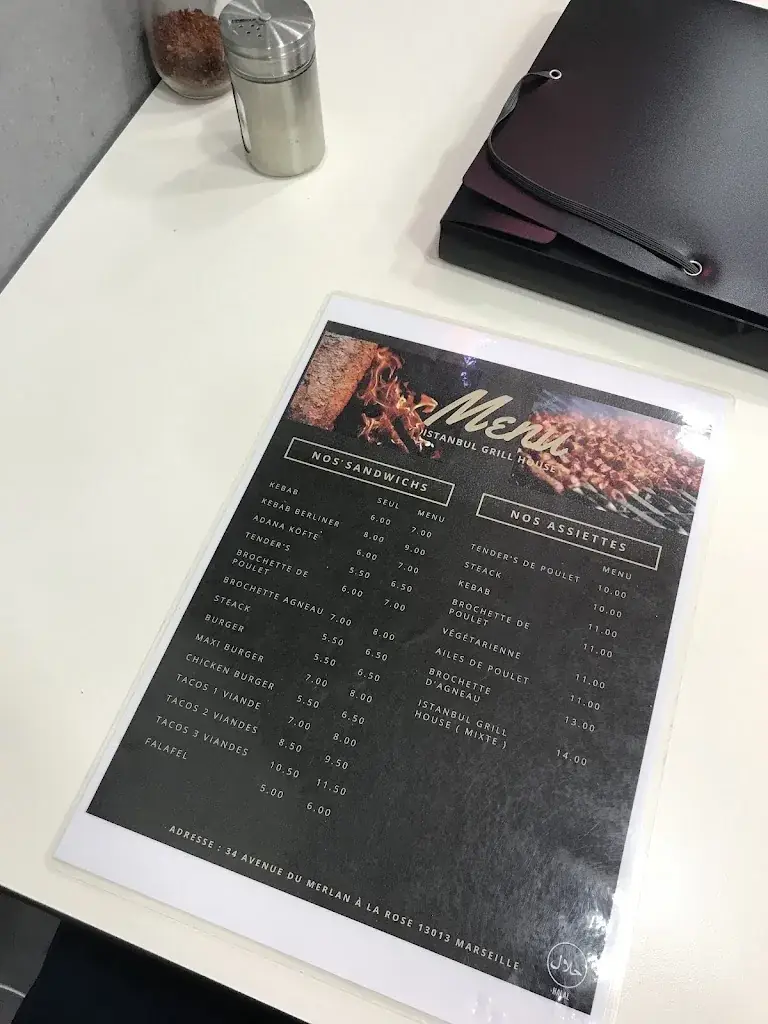 Menu
ISTANBUL GRILL HOUSE
NOS SANDWICHS
SEUL MENU
KEBAB 6.00 7.00
KEBAB BERLINER 8.00 9.00
ADANA KÖFTE 6.00 7.00
TENDER'S 5.50 6.50
BROCHETTE DE
POULET 6.00 7.00
BROCHETTE AGNEAU 7.00 8.00
STEACK 5.50 6.50
BURGER 5.50 6.50
MAXI BURGER 7.00 8.00
CHICKEN BURGER 5.50 6.50
TACOS 1 VIANDE 7.00 8.00
TACOS 2 VIANDES 8.50 9.50
TACOS 3 VIANDES 10.50 11.50
FALAFEL 5.00 6.00
NOS ASSIETTES
MENU
TENDER'S DE POULET 10.00
STEACK 10.00
KEBAB 11.00
BROCHETTE DE
POULET 11.00
VÉGÉTARIENNE 11.00
AILES DE POULET 11.00
BROCHETTE
D'AGNEAU 13.00
ISTANBUL GRILL
HOUSE ( MIXTE ) 14.00
ADRESSE : 34 AVENUE DU MERLAN À LA ROSE 13013 MARSEILLE
حلال
HALAL